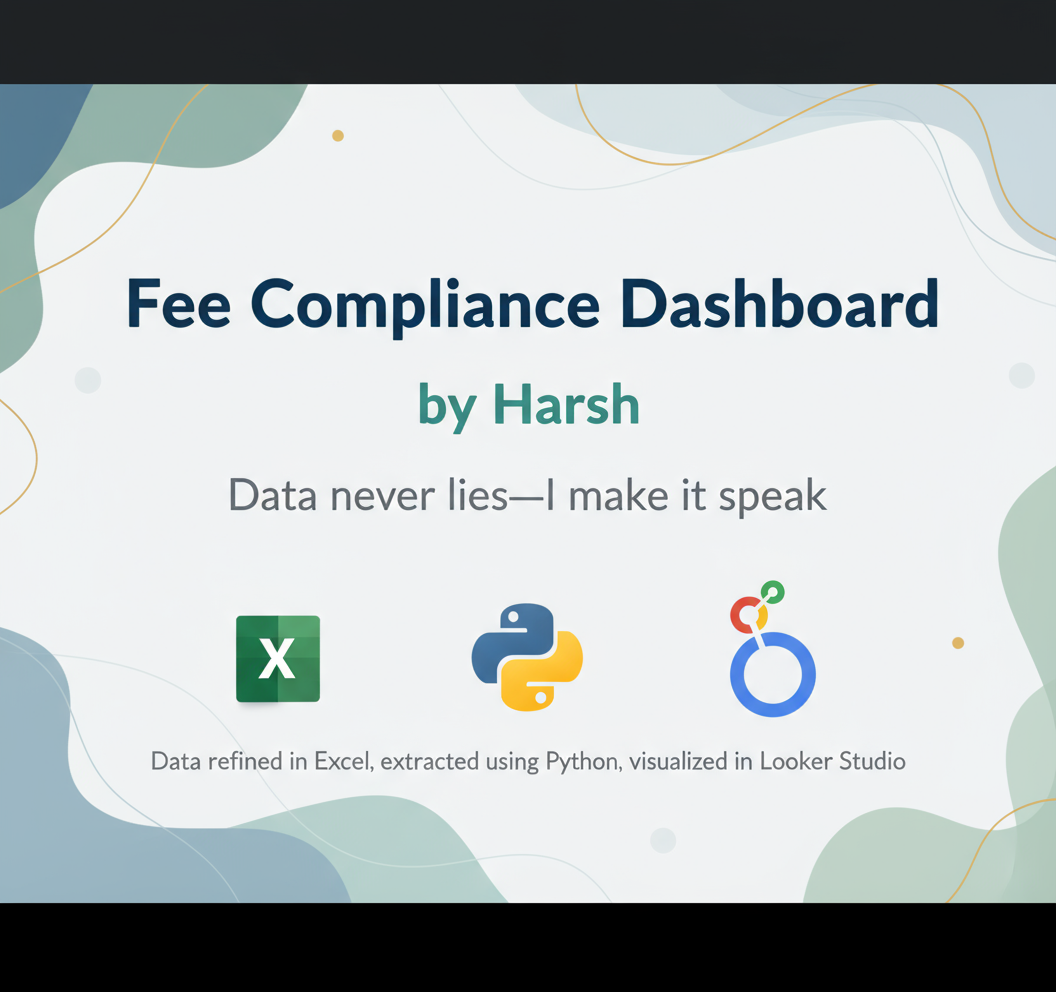 Fee Compliance Dashboard
by Harsh
Data never lies—I make it speak
X
Data refined in Excel, extracted using Python, visualized in Looker Studio